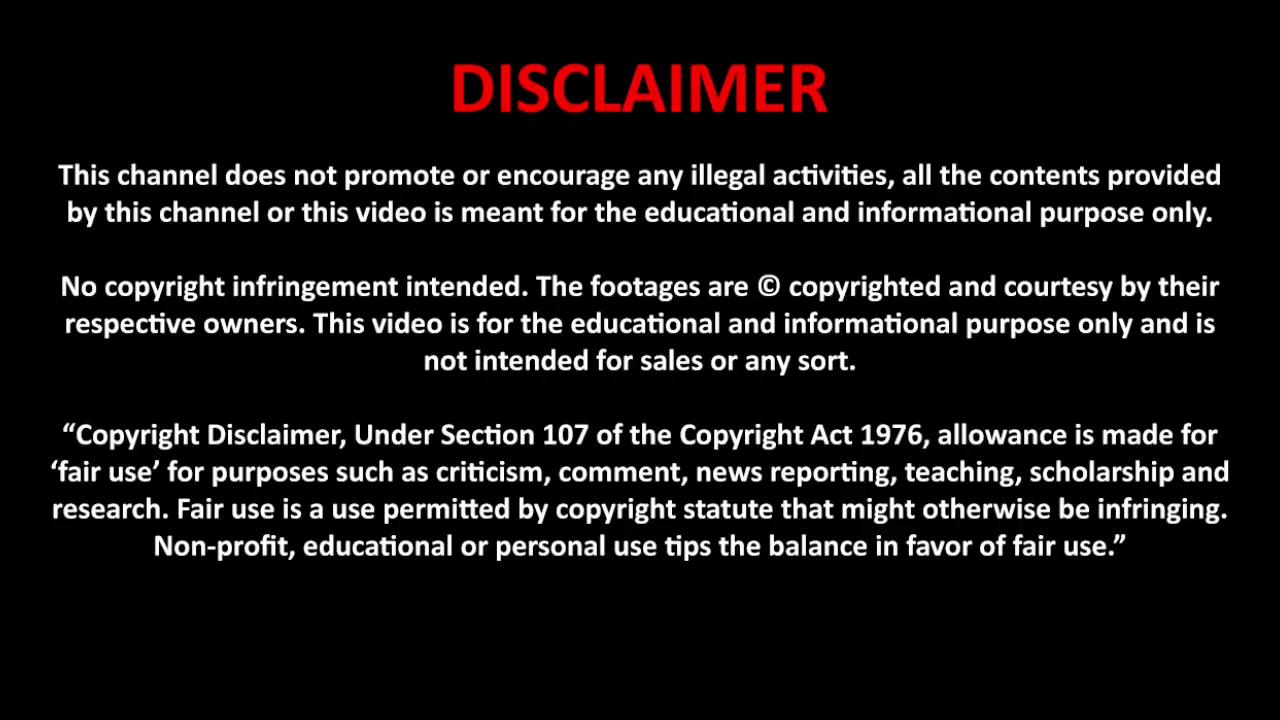 DISCLAIMER
This channel does not promote or encourage any illegal activities, all the contents provided
by this channel or this video is meant for the educational and informational purpose only.
No copyright infringement intended. The footages are © copyrighted and courtesy by their
respective owners. This video is for the educational and informational purpose only and is
not intended for sales or any sort.
“Copyright Disclaimer, Under Section 107 of the Copyright Act 1976, allowance is made for
‘fair use’ for purposes such as criticism, comment, news reporting, teaching, scholarship and
research. Fair use is a use permitted by copyright statute that might otherwise be infringing.
Non-profit, educational or personal use tips the balance in favor of fair use.”